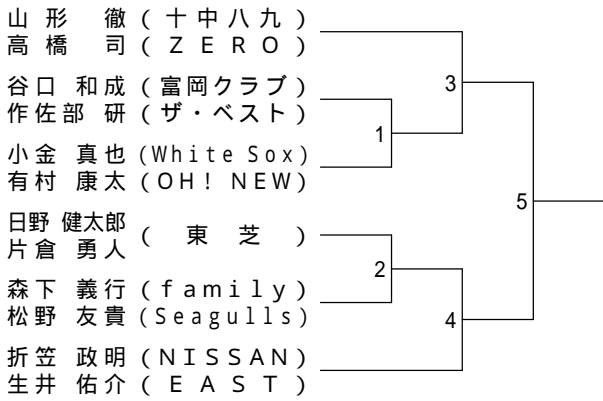 山形 徹 (十中八九)
高橋 司 (ZERO)
3
谷口 和成 (富岡クラブ)
作佐部 研 (ザ・ベスト)
1
小金 真也 (White Sox)
有村 康太 (OH! NEW)
5
日野 健太郎
片倉 勇人
( 東芝 )
2
森下 義行 (family)
松野 友貴 (Seagulls)
4
折笠 政明 (NISSAN)
生井 佑介 (EAST)